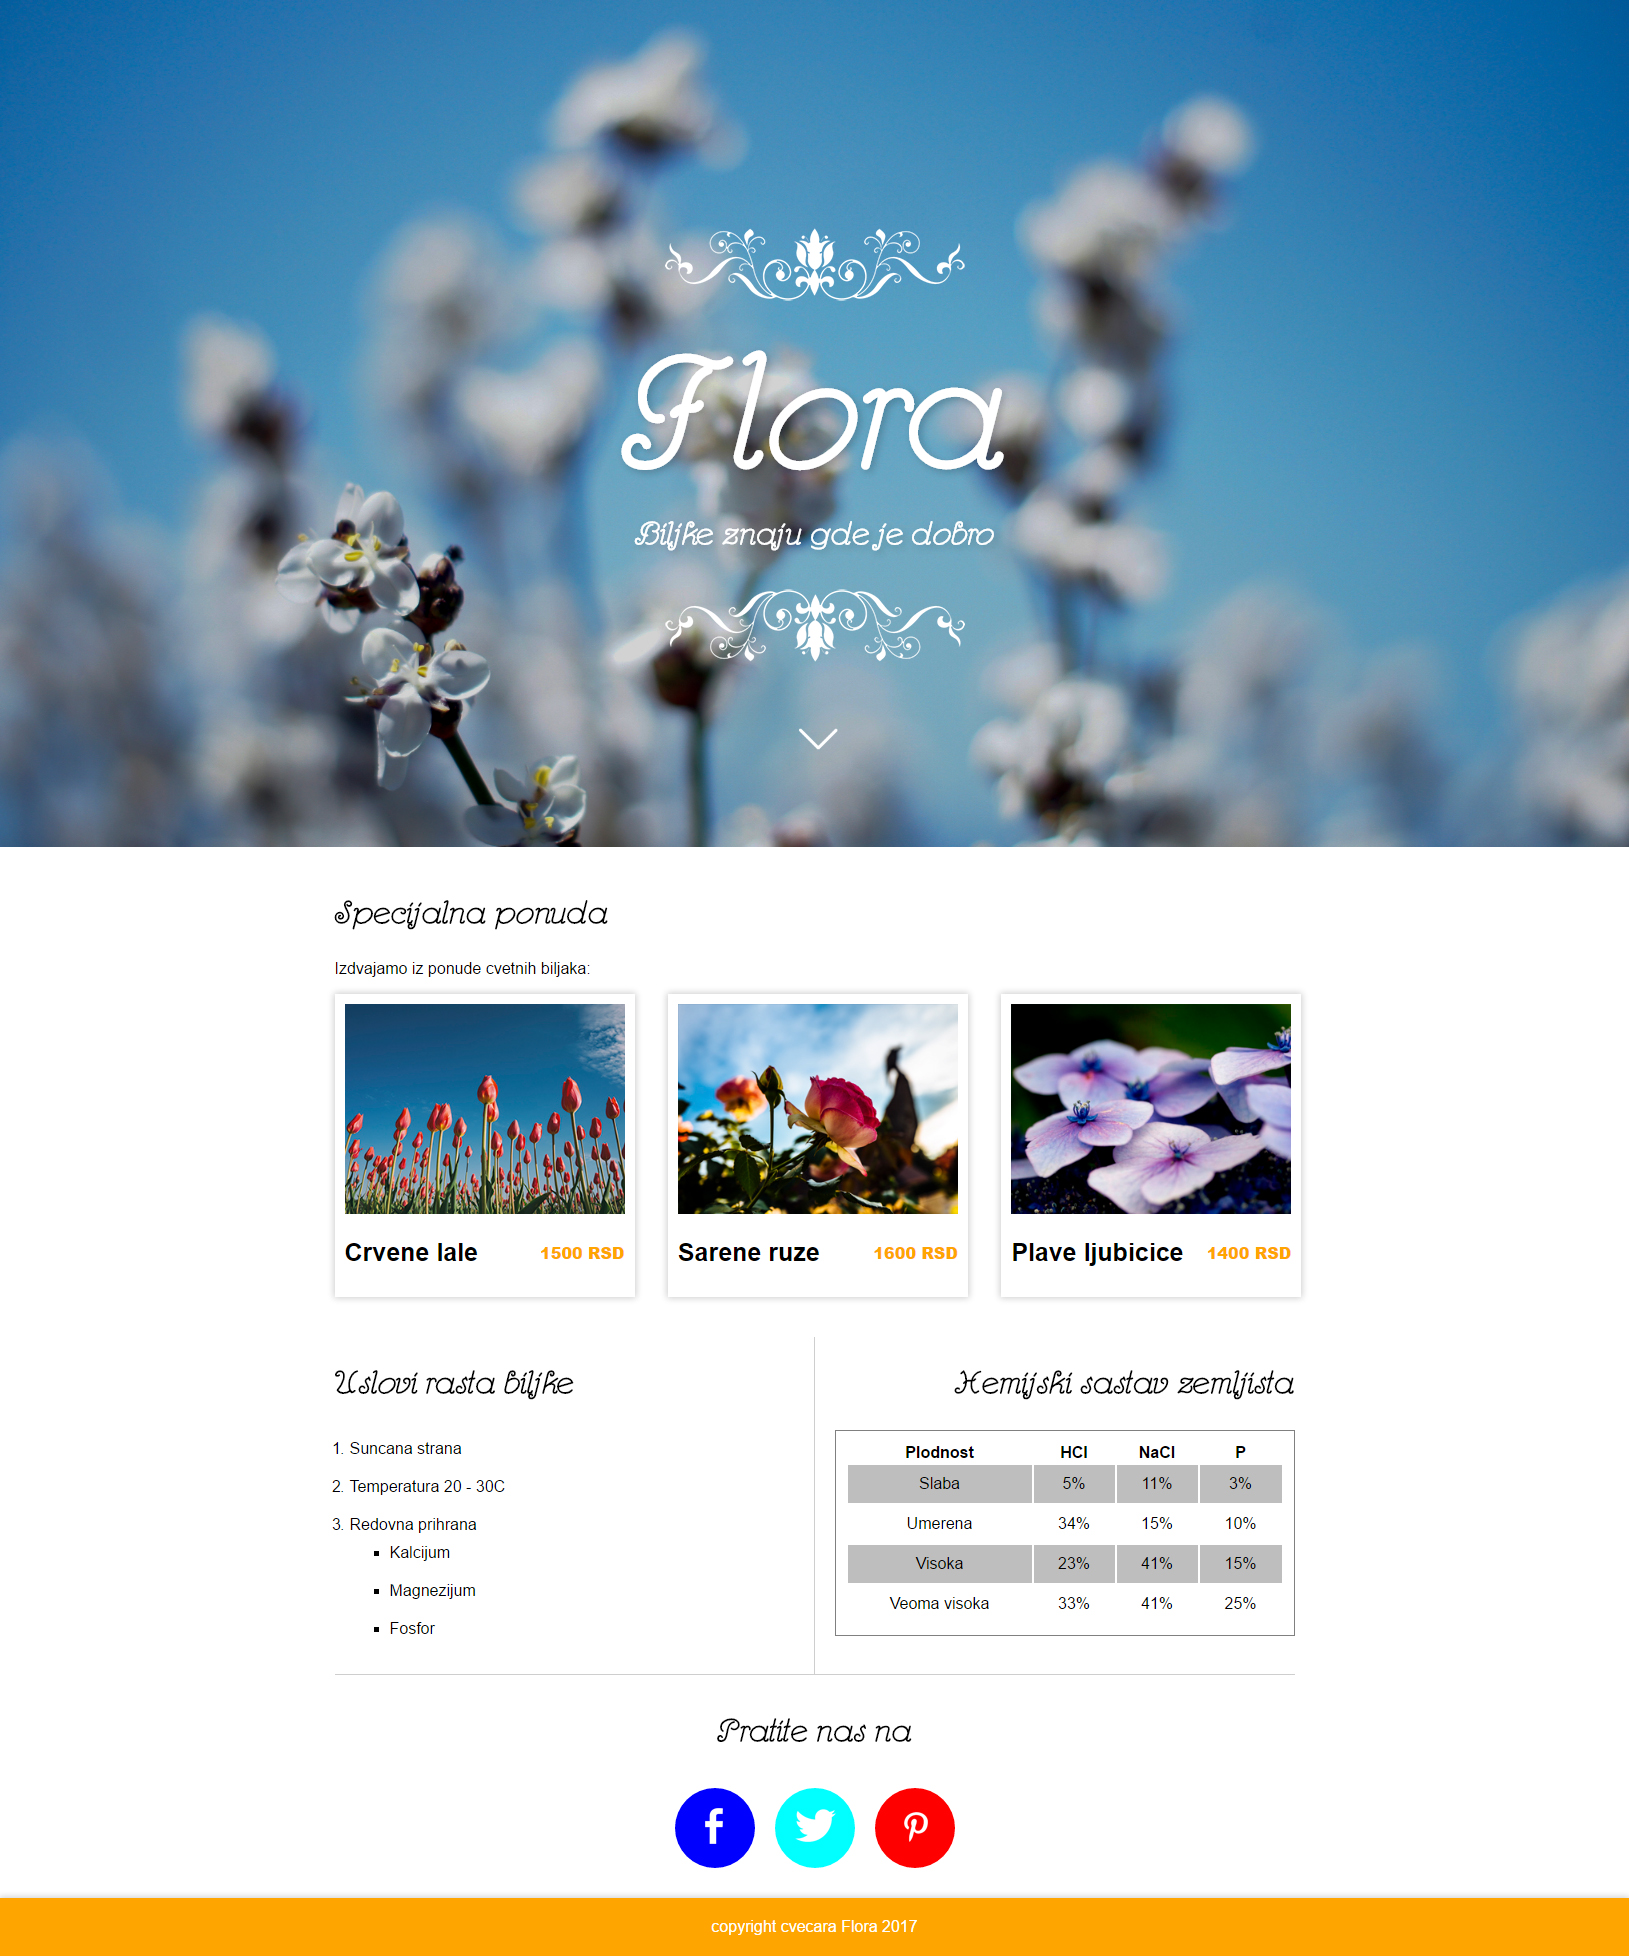 Flora
Biljke znaju gde je dobro
Specijalna ponuda
Izdvajamo iz ponude cvetnih biljaka:
Crvene lale 1500 RSD
Sarene ruze 1600 RSD
Plave ljubicice 1400 RSD
Uslovi rasta biljke
1. Suncana strana
2. Temperatura 20 - 30C
3. Redovna prihrana
Kalcijum
Magnezijum
Fosfor
Hemijski sastav zemljista
Plodnost HCl NaCl P
Slaba 5% 11% 3%
Umerena 34% 15% 10%
Visoka 23% 41% 15%
Veoma visoka 33% 41% 25%
Pratite nas na
copyright cvecara Flora 2017